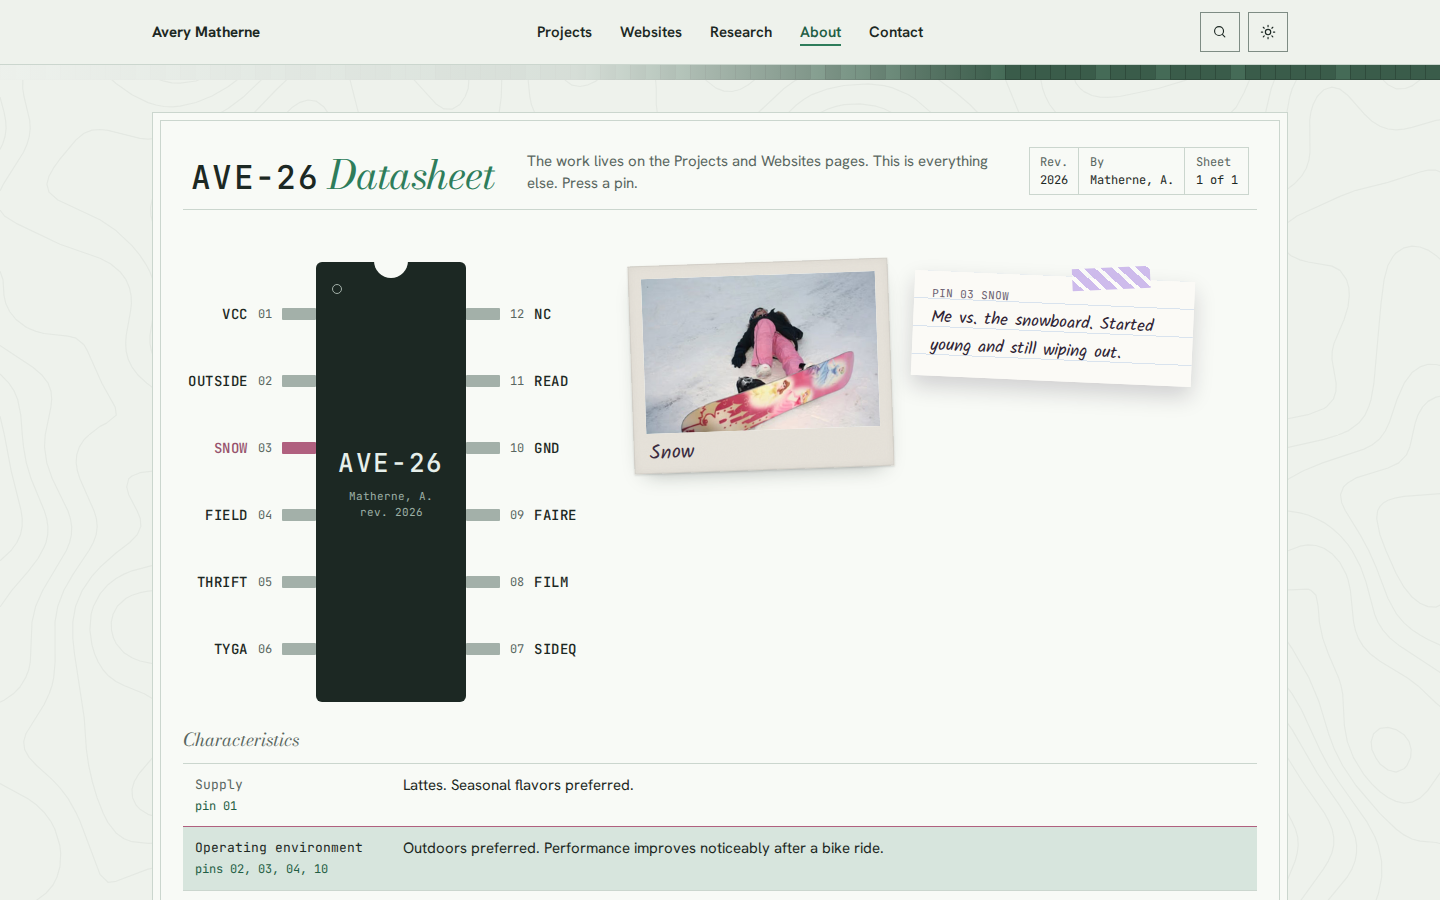 Avery Matherne
Projects Websites Research About Contact
AVE-26 Datasheet
The work lives on the Projects and Websites pages. This is everything
else. Press a pin.
Rev. By Sheet
2026 Matherne, A. 1 of 1
VCC 01 12 NC
OUTSIDE 02 11 READ
SNOW 03 10 GND
FIELD 04 09 FAIRE
THRIFT 05 08 FILM
TYGA 06 07 SIDEQ
AVE-26
Matherne, A.
rev. 2026
Snow
PIN 03 SNOW
Me vs. the snowboard. Started
young and still wiping out.
Characteristics
Supply Lattes. Seasonal flavors preferred.
pin 01
Operating environment Outdoors preferred. Performance improves noticeably after a bike ride.
pins 02, 03, 04, 10